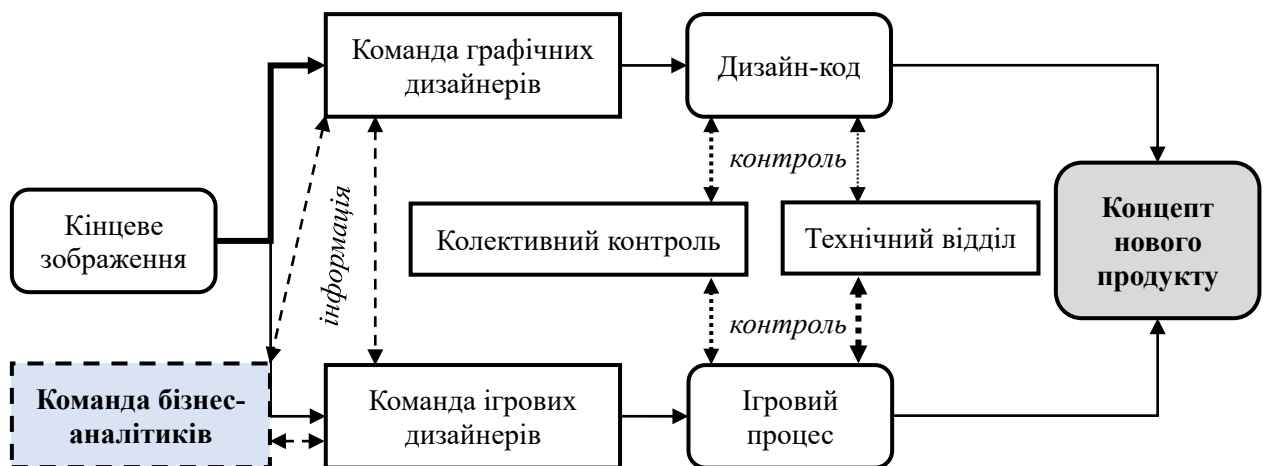 Команда графічних
дизайнерів
Дизайн-код
контроль
Кінцеве
зображення
інформація
Колективний контроль
Технічний відділ
Концепт
нового
продукту
контроль
Команда бізнес-
аналітиків
Команда ігрових
дизайнерів
Ігровий
процес